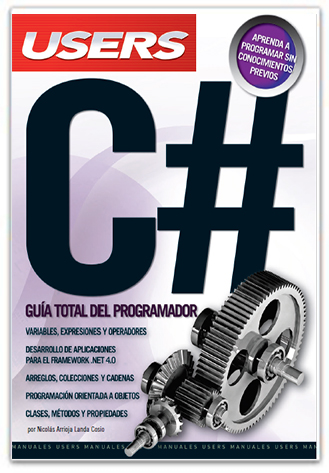 USERS
APRENDA A
PROGRAMAR SIN
CONOCIMIENTOS
PREVIOS
C#
GUÍA TOTAL DEL PROGRAMADOR
VARIABLES, EXPRESIONES Y OPERADORES
DESARROLLO DE APLICACIONES
PARA EL FRAMEWORK .NET 4.0
ARREGLOS, COLECCIONES Y CADENAS
PROGRAMACIÓN ORIENTADA A OBJETOS
CLASES, MÉTODOS Y PROPIEDADES
por Nicolás Arrioja Landa Cosio
MANUALES USERS MANUALES USERS MANUALES USERS MANUALES USERS MANUALES